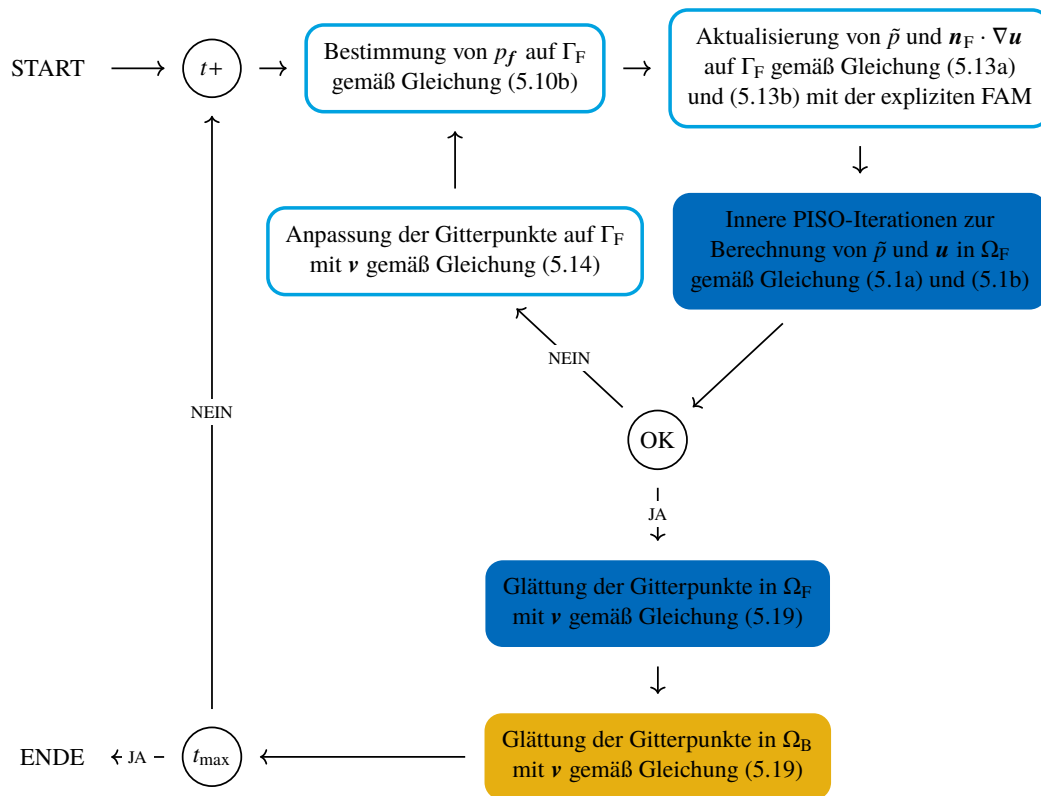 START
t+
Bestimmung von p_f auf Γ_F
gemäß Gleichung (5.10b)
Aktualisierung von p̃ und n_F · ∇u
auf Γ_F gemäß Gleichung (5.13a)
und (5.13b) mit der expliziten FAM
Anpassung der Gitterpunkte auf Γ_F
mit v gemäß Gleichung (5.14)
Innere PISO-Iterationen zur
Berechnung von p̃ und u in Ω_F
gemäß Gleichung (5.1a) und (5.1b)
NEIN
NEIN
OK
JA
Glättung der Gitterpunkte in Ω_F
mit v gemäß Gleichung (5.19)
ENDE
JA
t_max
Glättung der Gitterpunkte in Ω_B
mit v gemäß Gleichung (5.19)